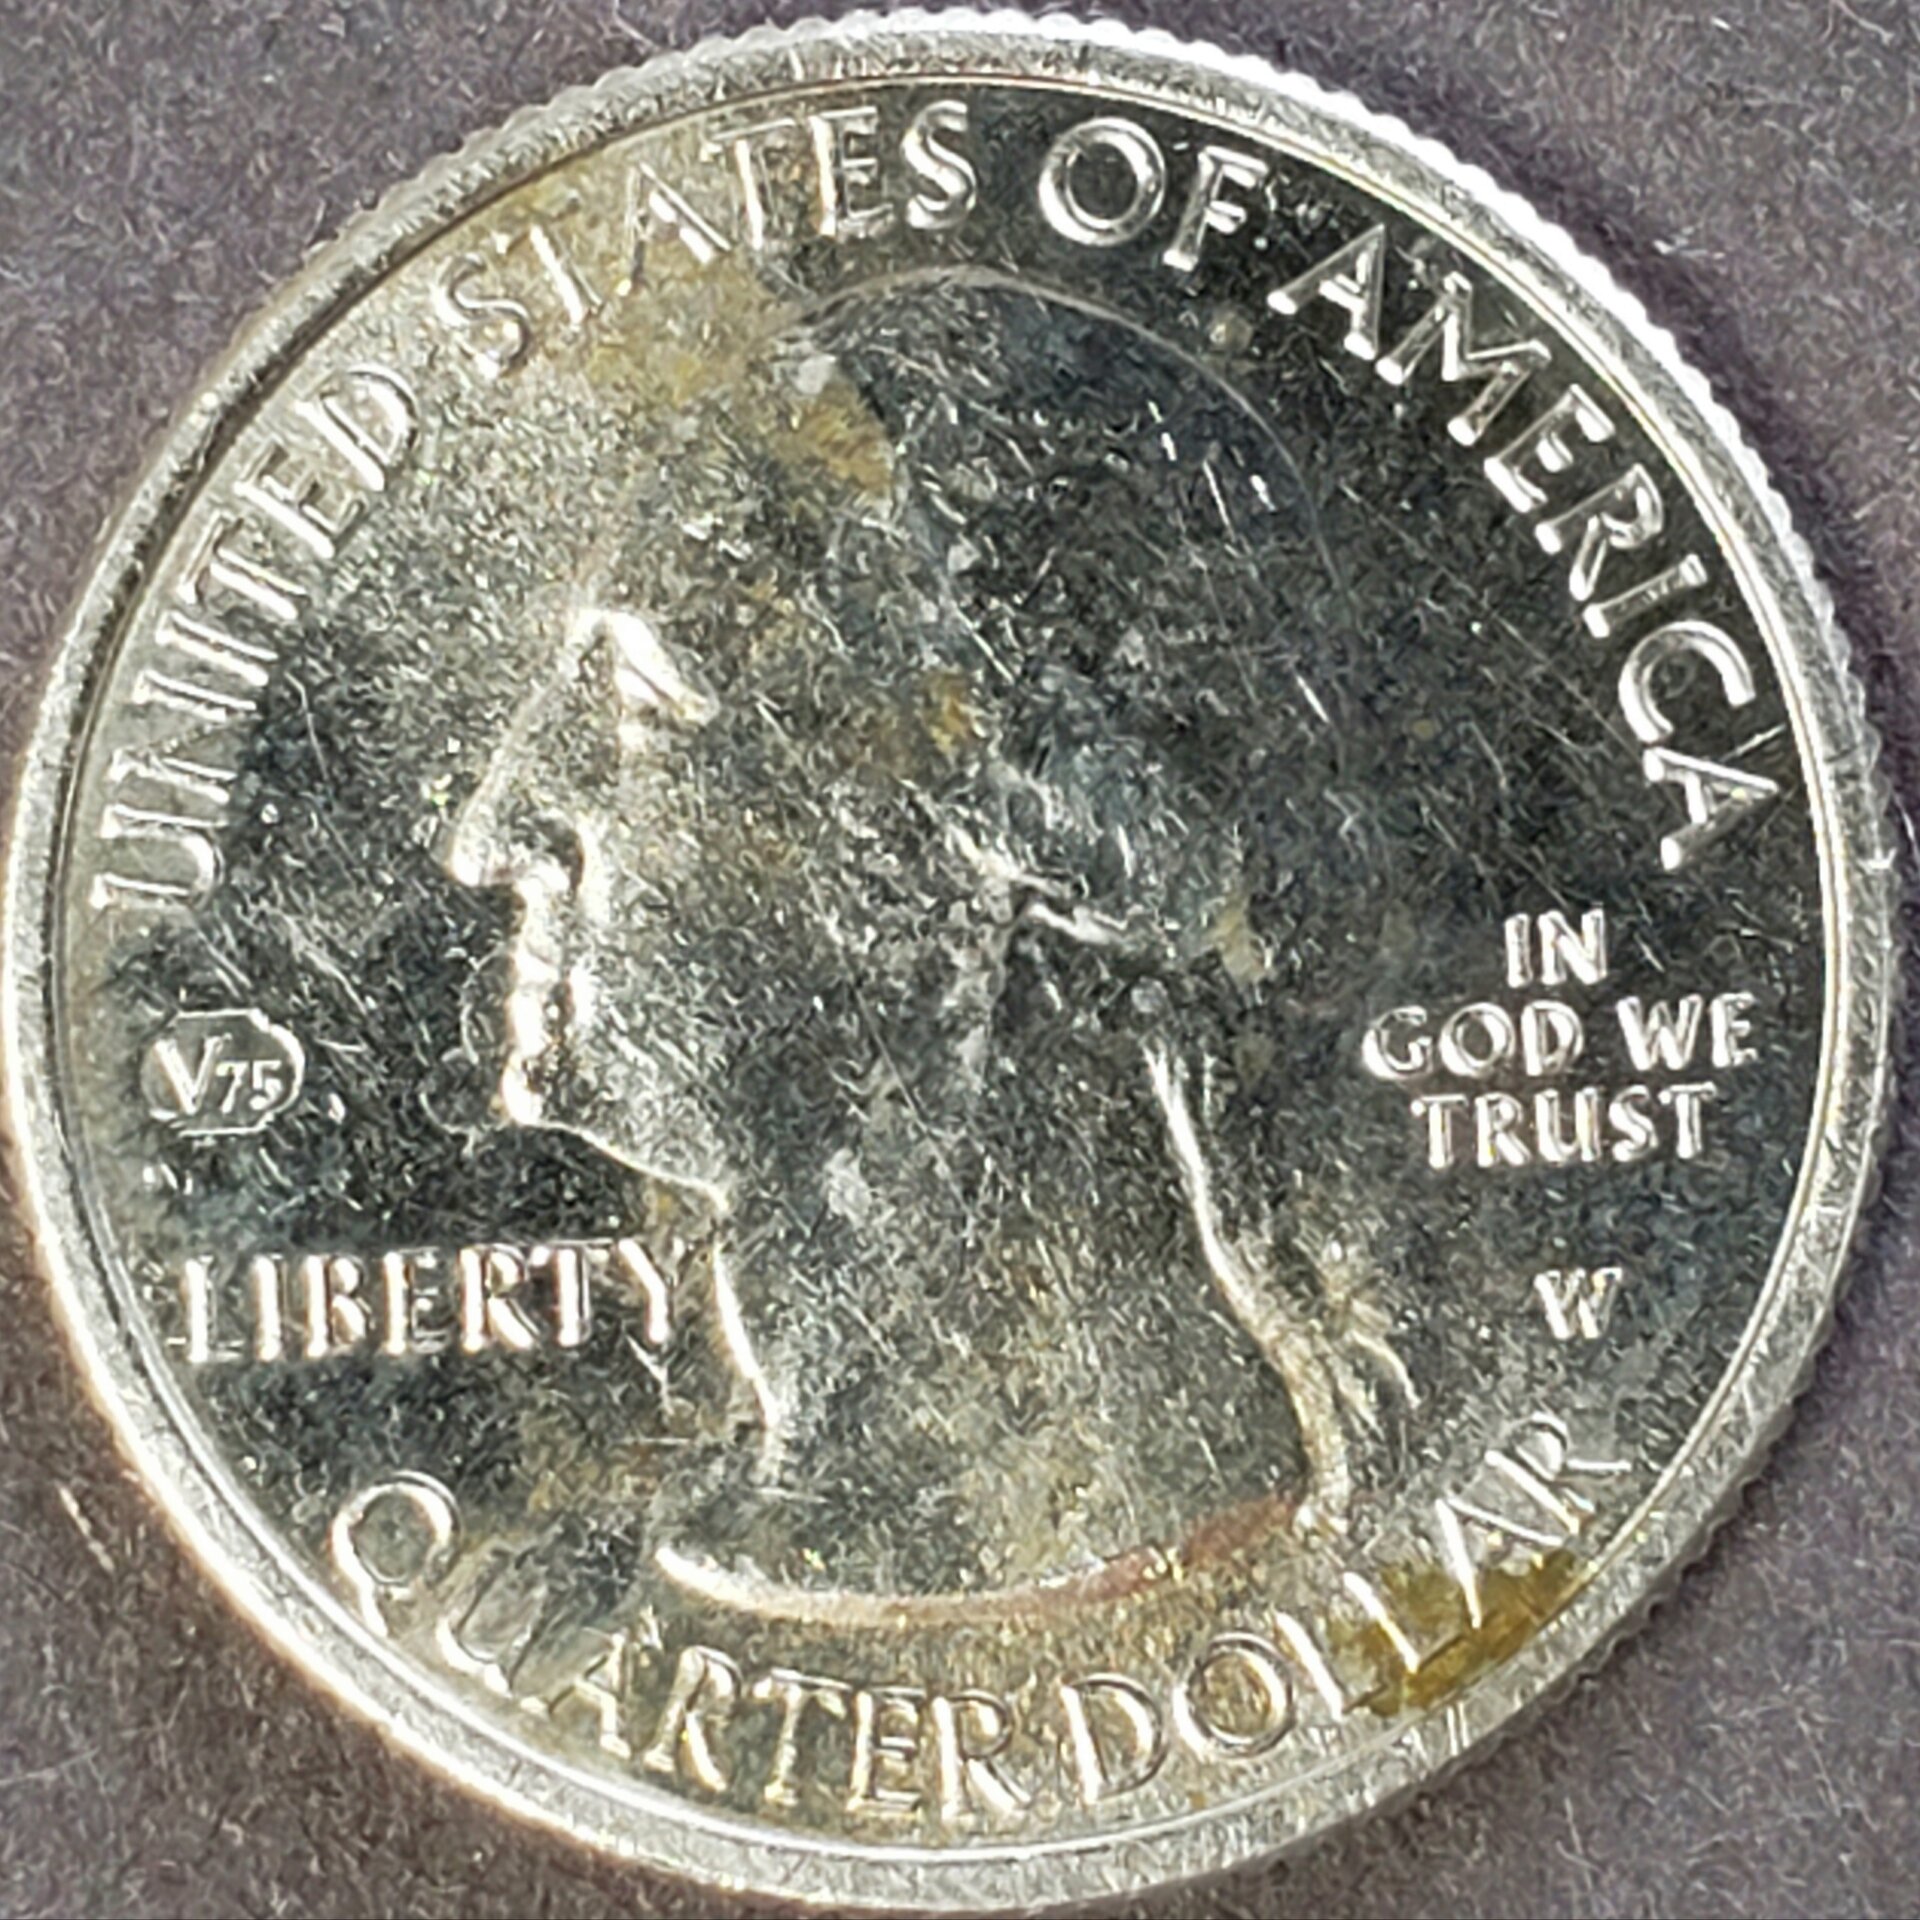 UNITED STATES OF AMERICA
IN
GOD WE
TRUST
V75
LIBERTY
W
QUARTER DOLLAR